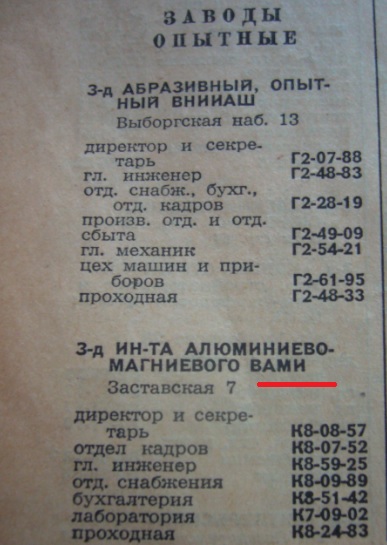 ЗАВОДЫ
ОПЫТНЫЕ
З-д АБРАЗИВНЫЙ, ОПЫТ-
НЫЙ ВНИИАШ
Выборгская наб. 13
директор и секре-
тарь Г2-07-88
гл. инженер Г2-48-83
отд. снабж., бухг.,
отд. кадров Г2-28-19
произв. отд. и отд.
сбыта Г2-49-09
гл. механик Г2-54-21
цех машин и при-
боров Г2-61-95
проходная Г2-48-33
З-д ИН-ТА АЛЮМИНИЕВО-
МАГНИЕВОГО ВАМИ
Заставская 7
директор и секре-
тарь К8-08-57
отдел кадров К8-07-52
гл. инженер К8-59-25
отд. снабжения К8-09-89
бухгалтерия К8-51-42
лаборатория К7-09-02
проходная К8-24-83